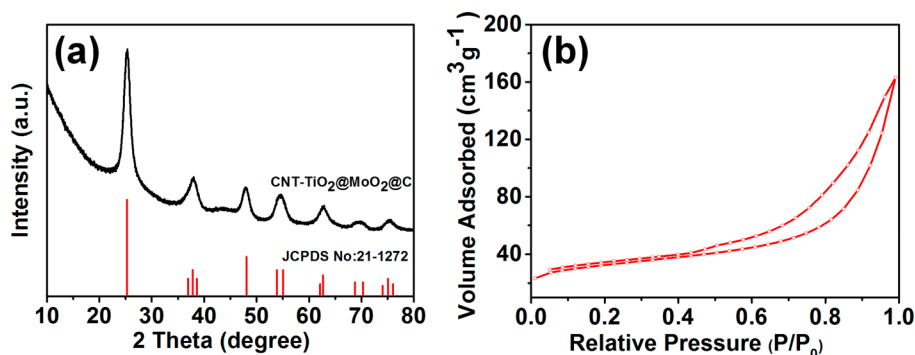 (a)
Intensity (a.u.)
CNT-TiO₂@MoO₂@C
JCPDS No:21-1272
10 20 30 40 50 60 70 80
2 Theta (degree)
(b)
Volume Adsorbed (cm³g⁻¹)
200
160
120
80
40
0.0 0.2 0.4 0.6 0.8 1.0
Relative Pressure (P/P₀)